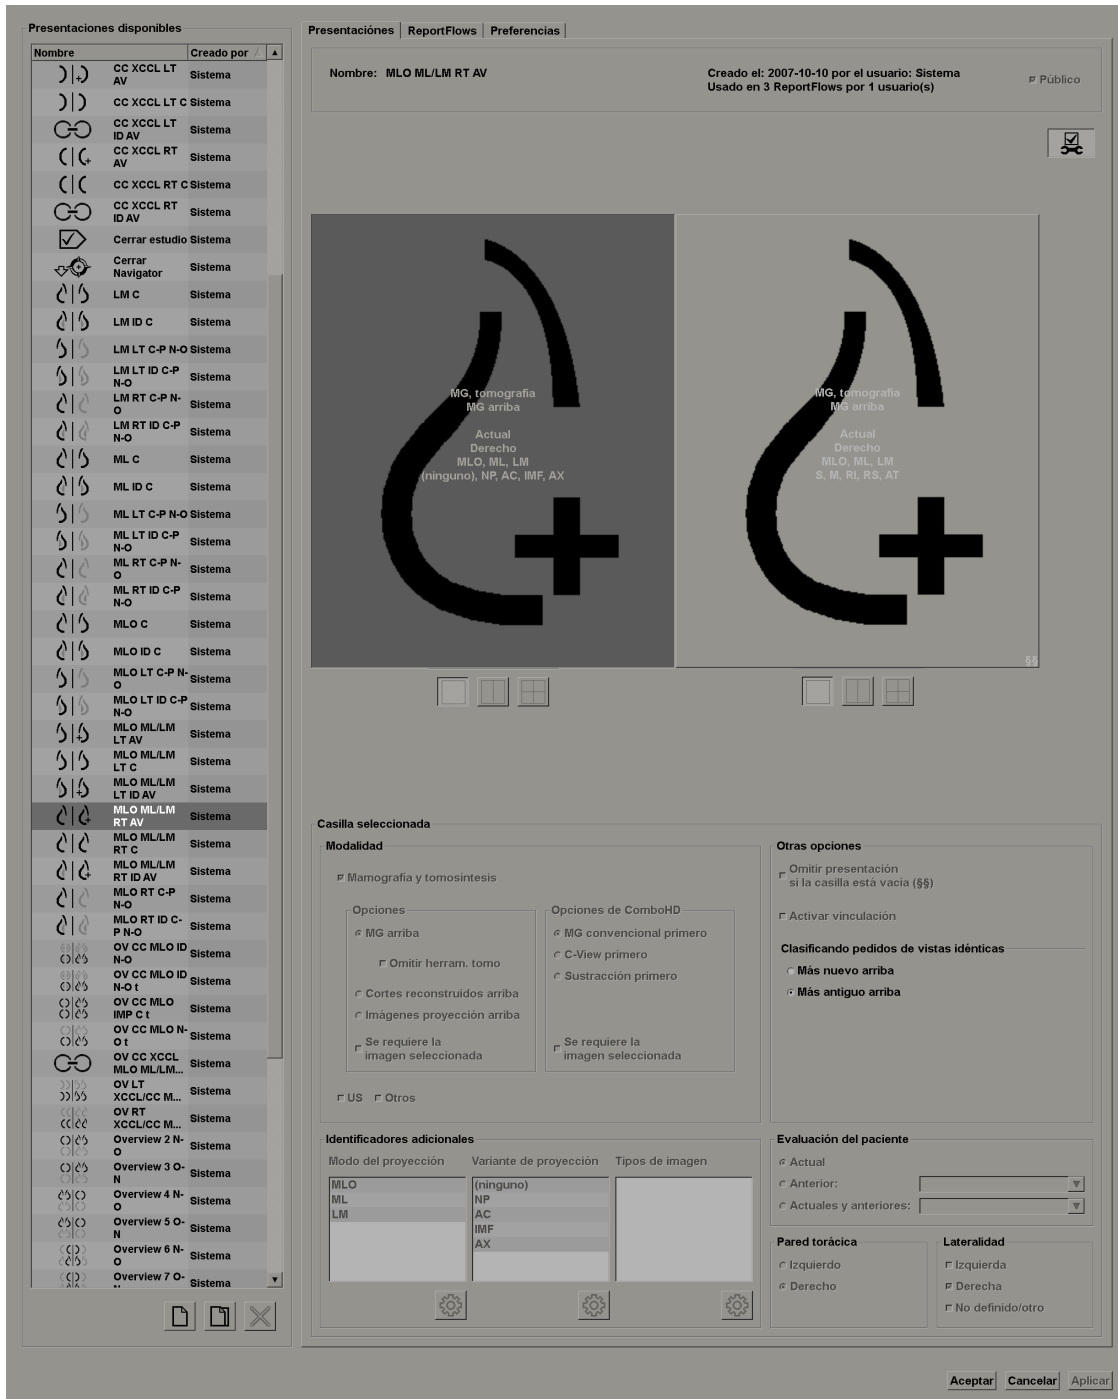 Presentaciones disponibles
Nombre
Creado por
CC XCCL LT
AV
Sistema
CC XCCL LT C
Sistema
CC XCCL LT
ID AV
Sistema
CC XCCL RT
AV
Sistema
CC XCCL RT C
Sistema
CC XCCL RT
ID AV
Sistema
Cerrar estudio
Sistema
Cerrar
Navigator
Sistema
LM C
Sistema
LM ID C
Sistema
LM LT C-P N-O
Sistema
LM LT ID C-P
N-O
Sistema
LM RT C-P N-
O
Sistema
LM RT ID C-P
N-O
Sistema
ML C
Sistema
ML ID C
Sistema
ML LT C-P N-O
Sistema
ML LT ID C-P
N-O
Sistema
ML RT C-P N-
O
Sistema
ML RT ID C-P
N-O
Sistema
MLO C
Sistema
MLO ID C
Sistema
MLO LT C-P N-
O
Sistema
MLO LT ID C-P
N-O
Sistema
MLO ML/LM
LT AV
Sistema
MLO ML/LM
LT C
Sistema
MLO ML/LM
LT ID AV
Sistema
MLO ML/LM
RT AV
Sistema
MLO ML/LM
RT C
Sistema
MLO ML/LM
RT ID AV
Sistema
MLO RT C-P
N-O
Sistema
MLO RT ID C-
P N-O
Sistema
OV CC MLO ID
N-O
Sistema
OV CC MLO ID
N-O t
Sistema
OV CC MLO
IMP C t
Sistema
OV CC MLO N-
O t
Sistema
OV CC XCCL
MLO ML/LM...
Sistema
OV LT
XCCL/CC M...
Sistema
OV RT
XCCL/CC M...
Sistema
Overview 2 N-
O
Sistema
Overview 3 O-
N
Sistema
Overview 4 N-
O
Sistema
Overview 5 O-
N
Sistema
Overview 6 N-
O
Sistema
Overview 7 O-
Sistema
Presentaciónes
ReportFlows
Preferencias
Nombre: MLO ML/LM RT AV
Creado el: 2007-10-10 por el usuario: Sistema
Usado en 3 ReportFlows por 1 usuario(s)
Público
MG, tomografia
MG arriba
Actual
Derecho
MLO, ML, LM
(ninguno), NP, AC, IMF, AX
MG, tomografia
MG arriba
Actual
Derecho
MLO, ML, LM
S, M, RI, RS, AT
§§
Casilla seleccionada
Modalidad
Mamografía y tomosíntesis
Opciones
MG arriba
Omitir herram. tomo
Cortes reconstruidos arriba
Imágenes proyección arriba
Se requiere la
imagen seleccionada
Opciones de ComboHD
MG convencional primero
C-View primero
Sustracción primero
Se requiere la
imagen seleccionada
US
Otros
Otras opciones
Omitir presentación
si la casilla está vacía (§§)
Activar vinculación
Clasificando pedidos de vistas idénticas
Más nuevo arriba
Más antiguo arriba
Identificadores adicionales
Modo del proyección
MLO
ML
LM
Variante de proyección
(ninguno)
NP
AC
IMF
AX
Tipos de imagen
Evaluación del paciente
Actual
Anterior:
Actuales y anteriores:
Pared torácica
Izquierdo
Derecho
Lateralidad
Izquierda
Derecha
No definido/otro
Aceptar
Cancelar
Aplicar